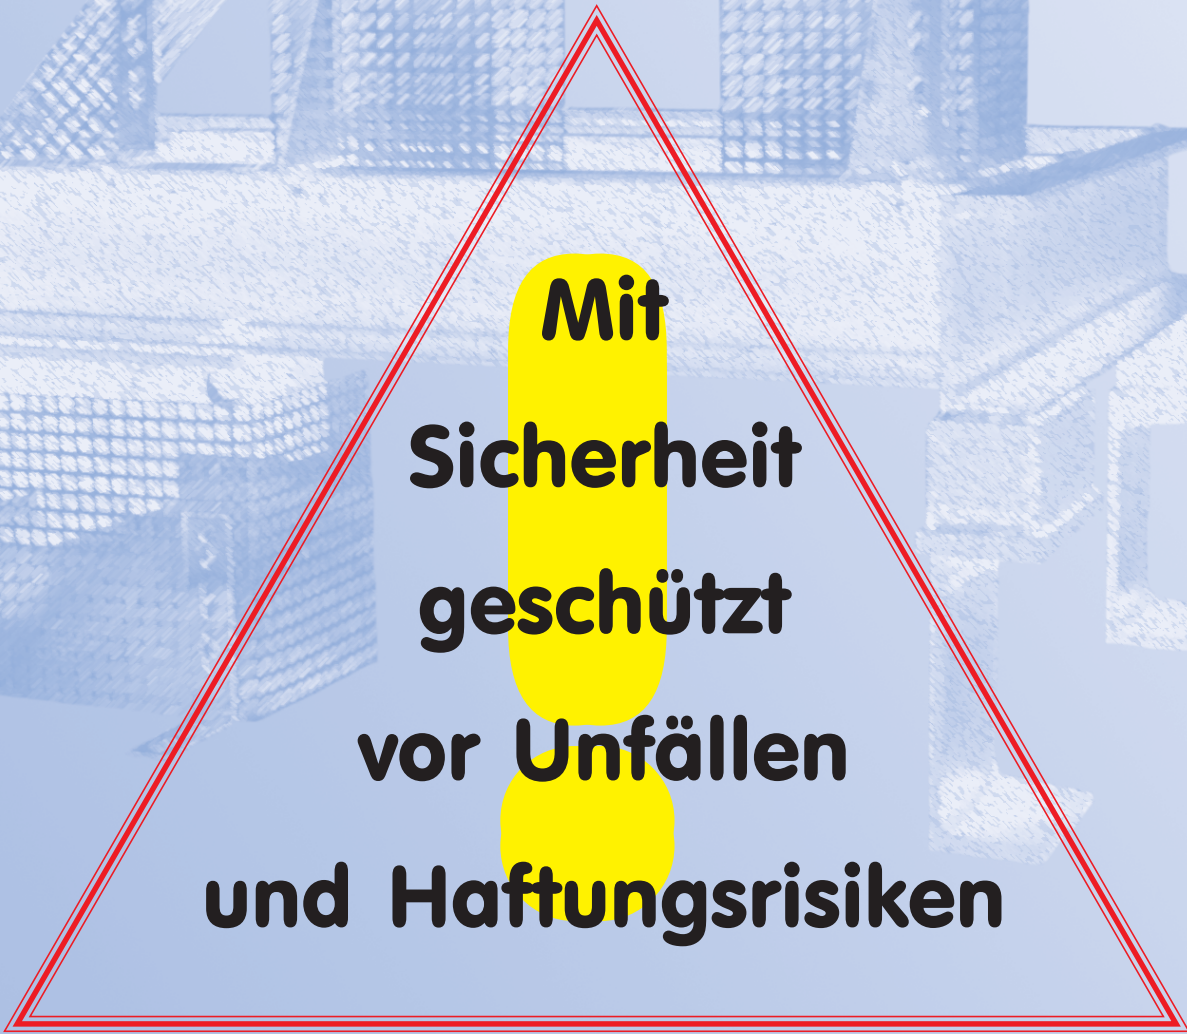 Mit
Sicherheit
geschützt
vor Unfällen
und Haftungsrisiken